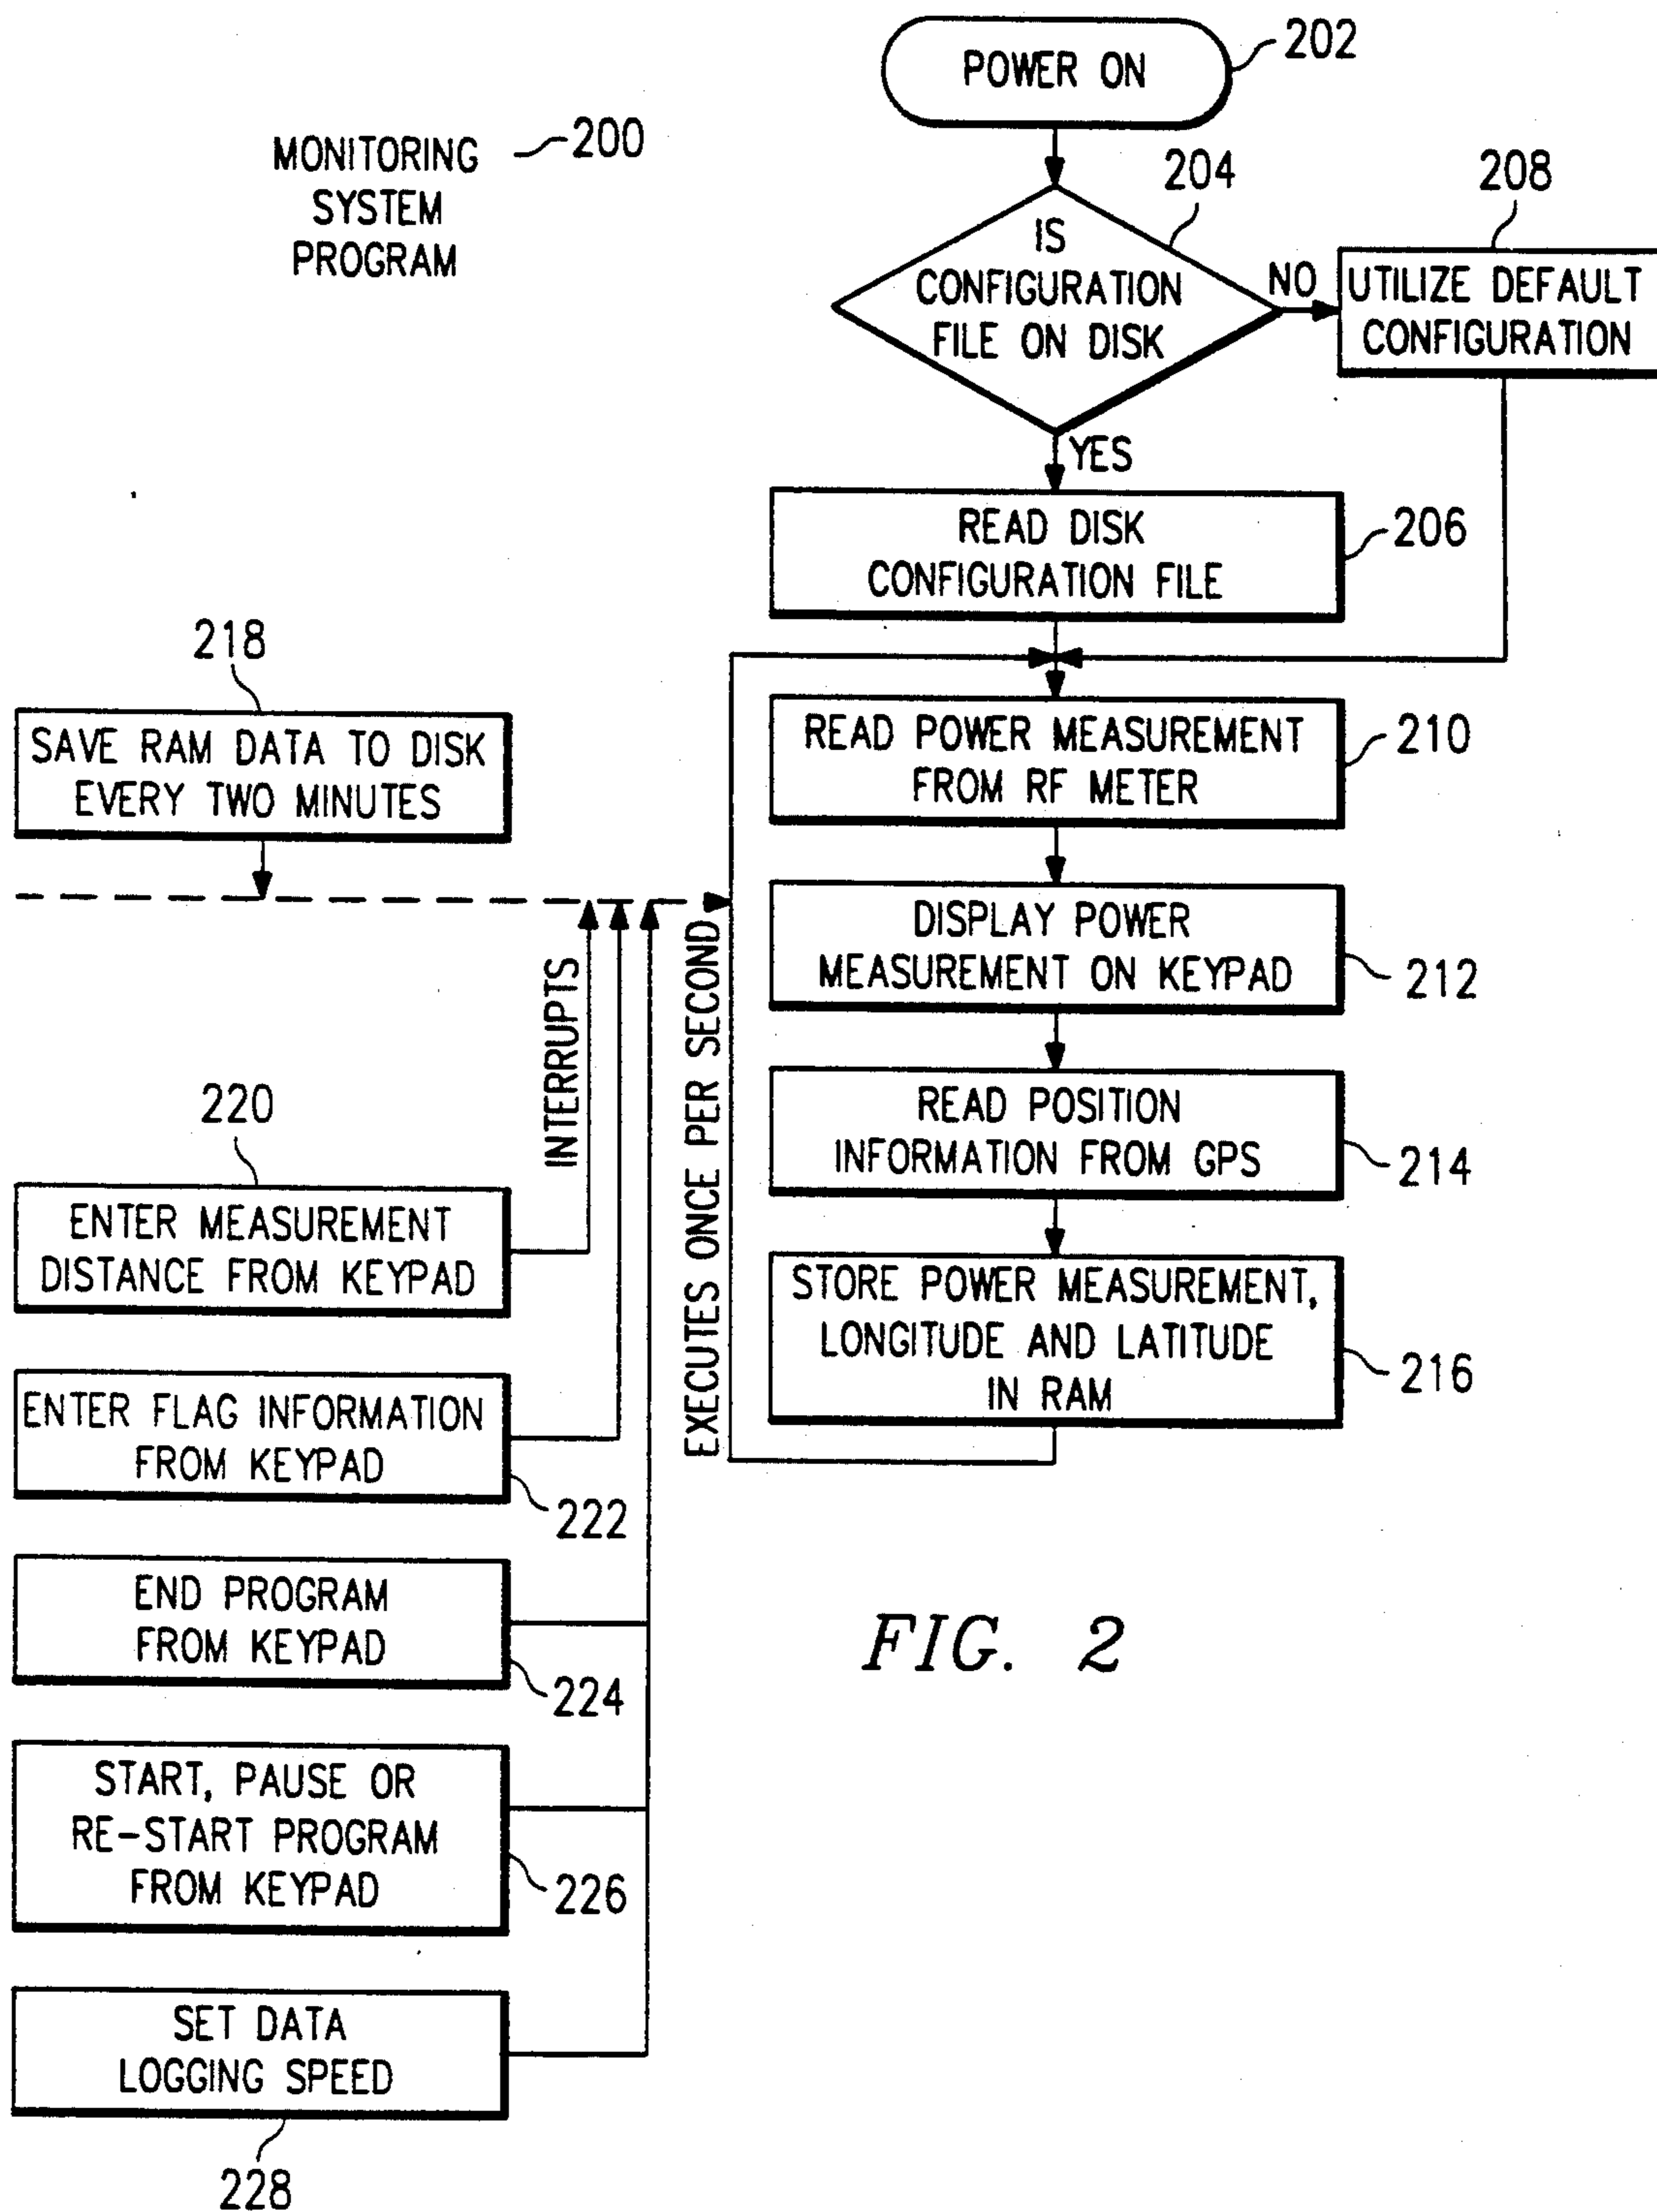 MONITORING
SYSTEM
PROGRAM
200
POWER ON
202
IS
CONFIGURATION
FILE ON DISK
204
NO
UTILIZE DEFAULT
CONFIGURATION
208
YES
READ DISK
CONFIGURATION FILE
206
READ POWER MEASUREMENT
FROM RF METER
210
DISPLAY POWER
MEASUREMENT ON KEYPAD
212
READ POSITION
INFORMATION FROM GPS
214
STORE POWER MEASUREMENT,
LONGITUDE AND LATITUDE
IN RAM
216
EXECUTES ONCE PER SECOND
218
SAVE RAM DATA TO DISK
EVERY TWO MINUTES
INTERRUPTS
220
ENTER MEASUREMENT
DISTANCE FROM KEYPAD
ENTER FLAG INFORMATION
FROM KEYPAD
222
END PROGRAM
FROM KEYPAD
224
START, PAUSE OR
RE-START PROGRAM
FROM KEYPAD
226
SET DATA
LOGGING SPEED
228
FIG. 2